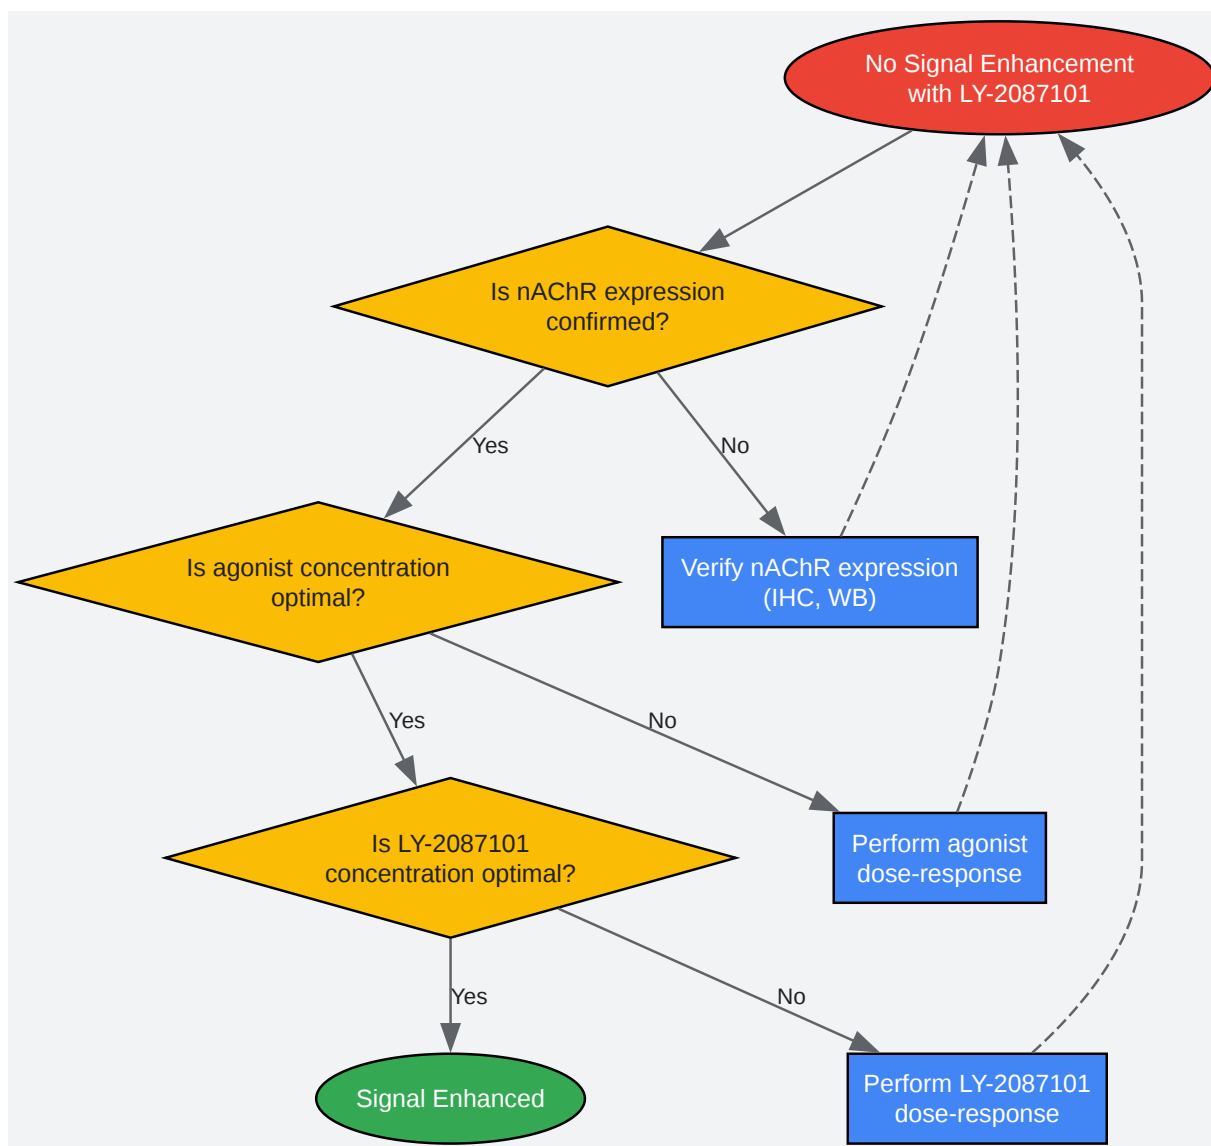 No Signal Enhancement
with LY-2087101
Is nAChR expression
confirmed?
Yes
No
Is agonist concentration
optimal?
Verify nAChR expression
(IHC, WB)
Yes
No
Is LY-2087101
concentration optimal?
Perform agonist
dose-response
Yes
No
Signal Enhanced
Perform LY-2087101
dose-response